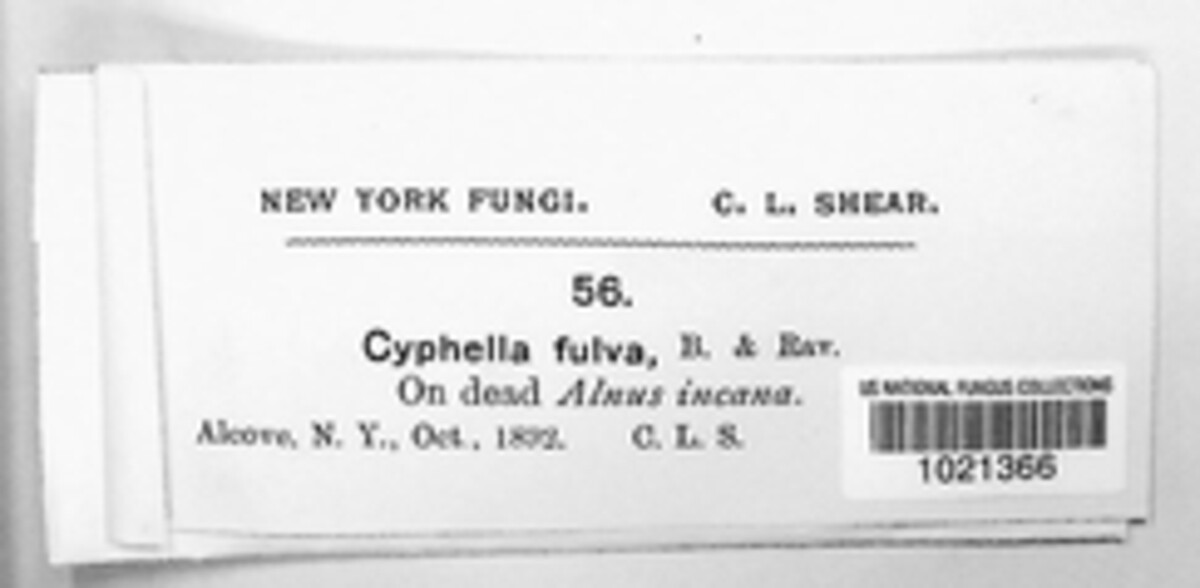 NEW YORK FUNGI. C. L. SHEAR.
56.
Cyphella fulva, B. & Rav.
On dead Alnus incana.
Alcove, N. Y., Oct., 1892. C. L. S.
US NATIONAL FUNGUS COLLECTIONS
1021366